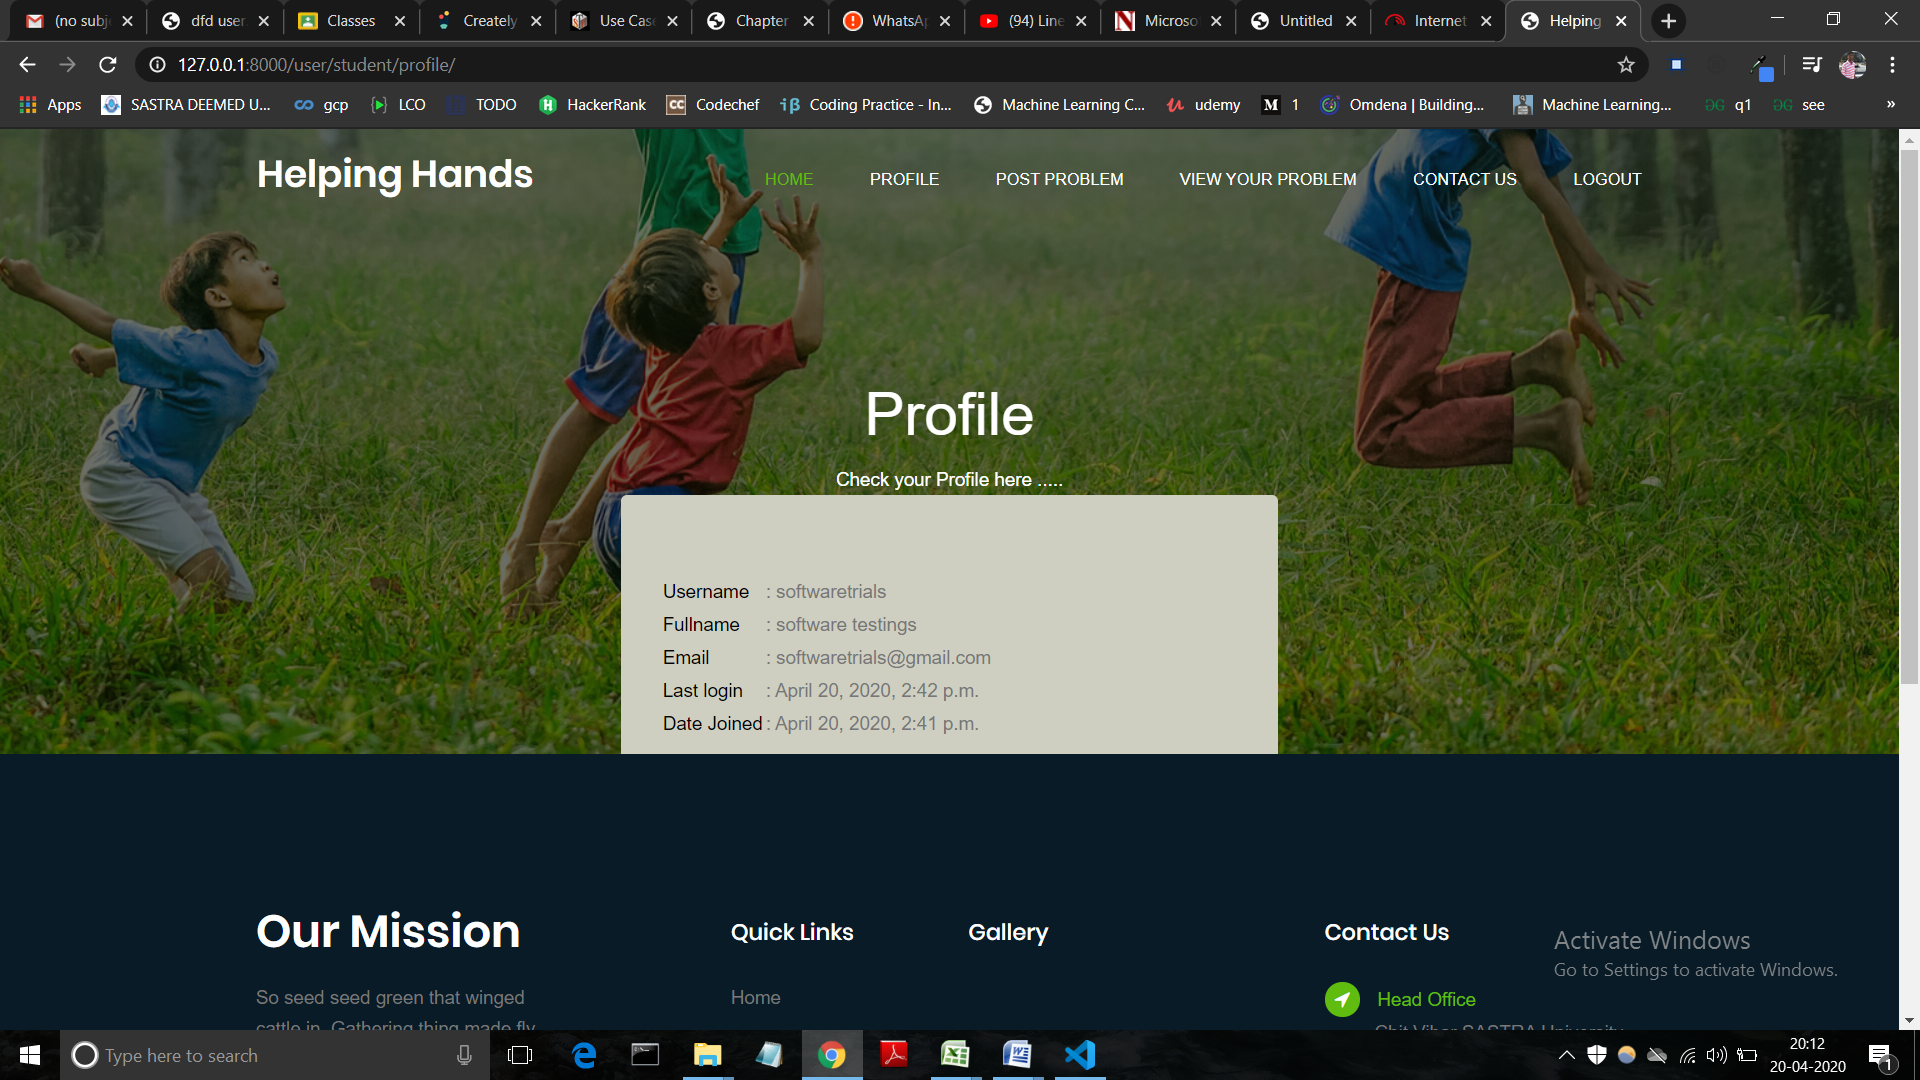 (no subj
dfd user
Classes
Creately
Use Case
Chapter
WhatsAp
(94) Line
Microso
Untitled
Internet
Helping
127.0.0.1:8000/user/student/profile/
Apps
SASTRA DEEMED U...
gcp
LCO
TODO
HackerRank
Codechef
Coding Practice - In...
Machine Learning C...
udemy
1
Omdena | Building...
Machine Learning...
q1
see
»
Helping Hands
HOME
PROFILE
POST PROBLEM
VIEW YOUR PROBLEM
CONTACT US
LOGOUT
Profile
Check your Profile here .....
Username : softwaretrials
Fullname : software testings
Email : softwaretrials@gmail.com
Last login : April 20, 2020, 2:42 p.m.
Date Joined : April 20, 2020, 2:41 p.m.
Our Mission
So seed seed green that winged
cattle in. Gathering thing made fly
Quick Links
Home
Gallery
Contact Us
Head Office
Chit Vihar SASTRA University
Activate Windows
Go to Settings to activate Windows.
Type here to search
20:12
20-04-2020
1